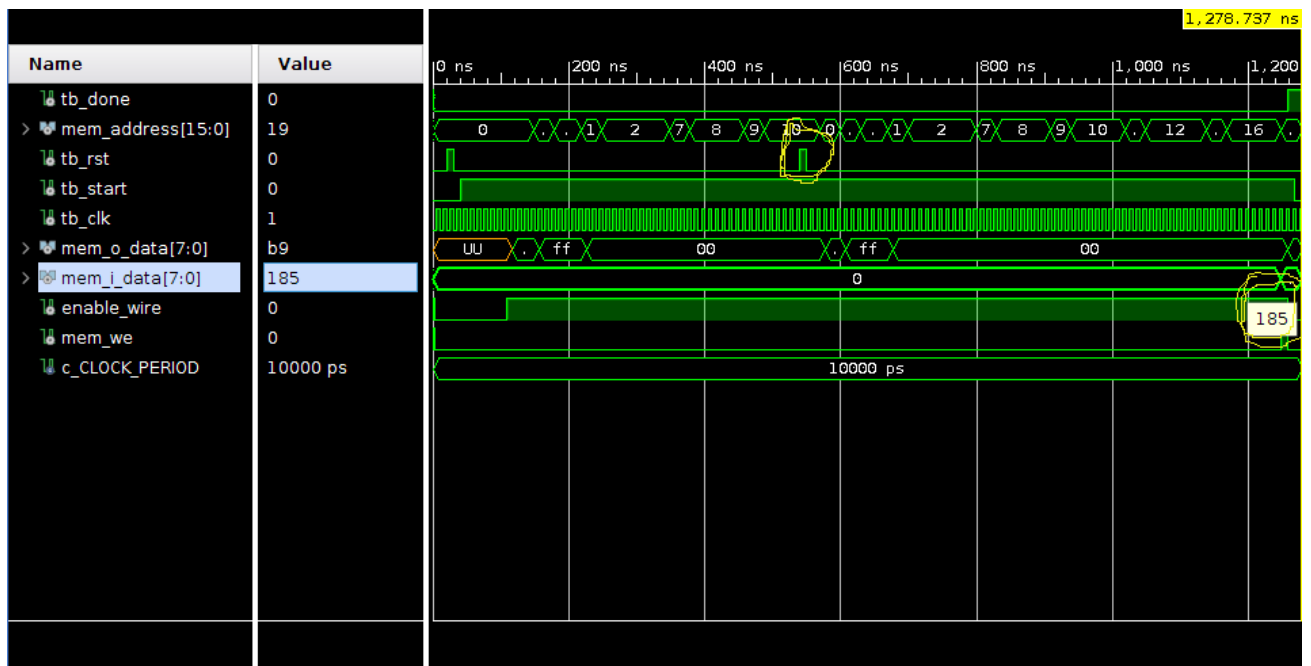 1,278.737 ns
Name Value
0 ns 200 ns 400 ns 600 ns 800 ns 1,000 ns 1,200
tb_done 0
mem_address[15:0] 19 0 . . 1 2 7 8 9 10 0 . . 1 2 7 8 9 10 . 12 . 16 .
tb_rst 0
tb_start 0
tb_clk 1
mem_o_data[7:0] b9 UU . ff 00 . ff 00
mem_i_data[7:0] 185 0
enable_wire 0
185
mem_we 0
c_CLOCK_PERIOD 10000 ps 10000 ps